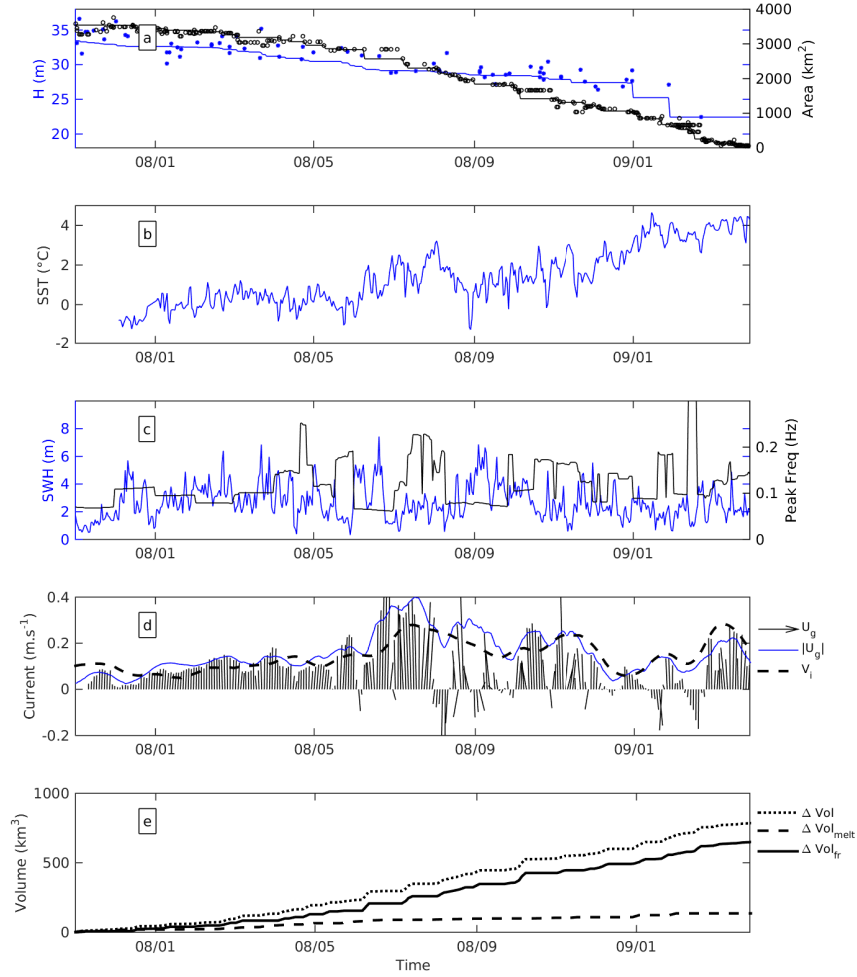 35
30
25
20
H (m)
a
4000
3000
2000
1000
0
Area (km²)
08/01 08/05 08/09 09/01
4
2
0
-2
SST (°C)
b
08/01 08/05 08/09 09/01
8
6
4
2
0
SWH (m)
c
0.2
0.1
0
Peak Freq (Hz)
08/01 08/05 08/09 09/01
0.4
0.2
0
-0.2
Current (m.s⁻¹)
d
U_g
|U_g|
V_i
08/01 08/05 08/09 09/01
1000
500
0
Volume (km³)
e
Δ Vol
Δ Vol_melt
Δ Vol_fr
08/01 08/05 08/09 09/01
Time